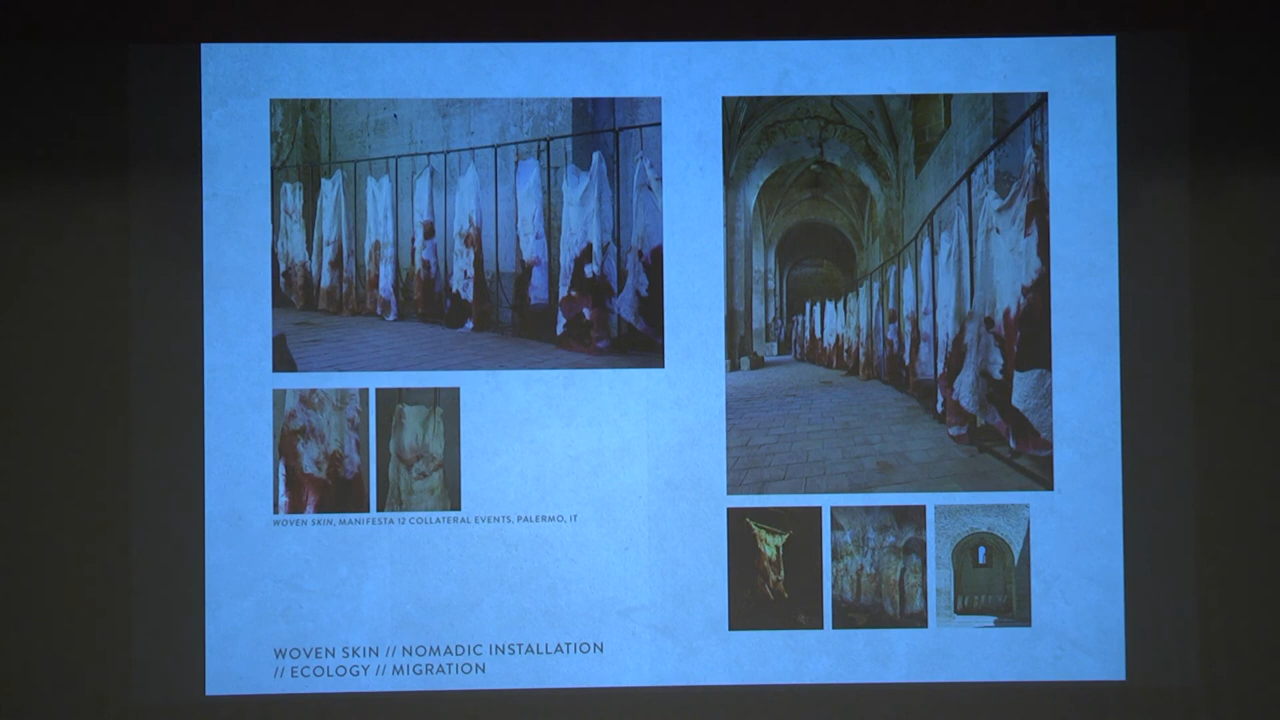 WOVEN SKIN, MANIFESTA 12 COLLATERAL EVENTS, PALERMO, IT
WOVEN SKIN // NOMADIC INSTALLATION
// ECOLOGY // MIGRATION